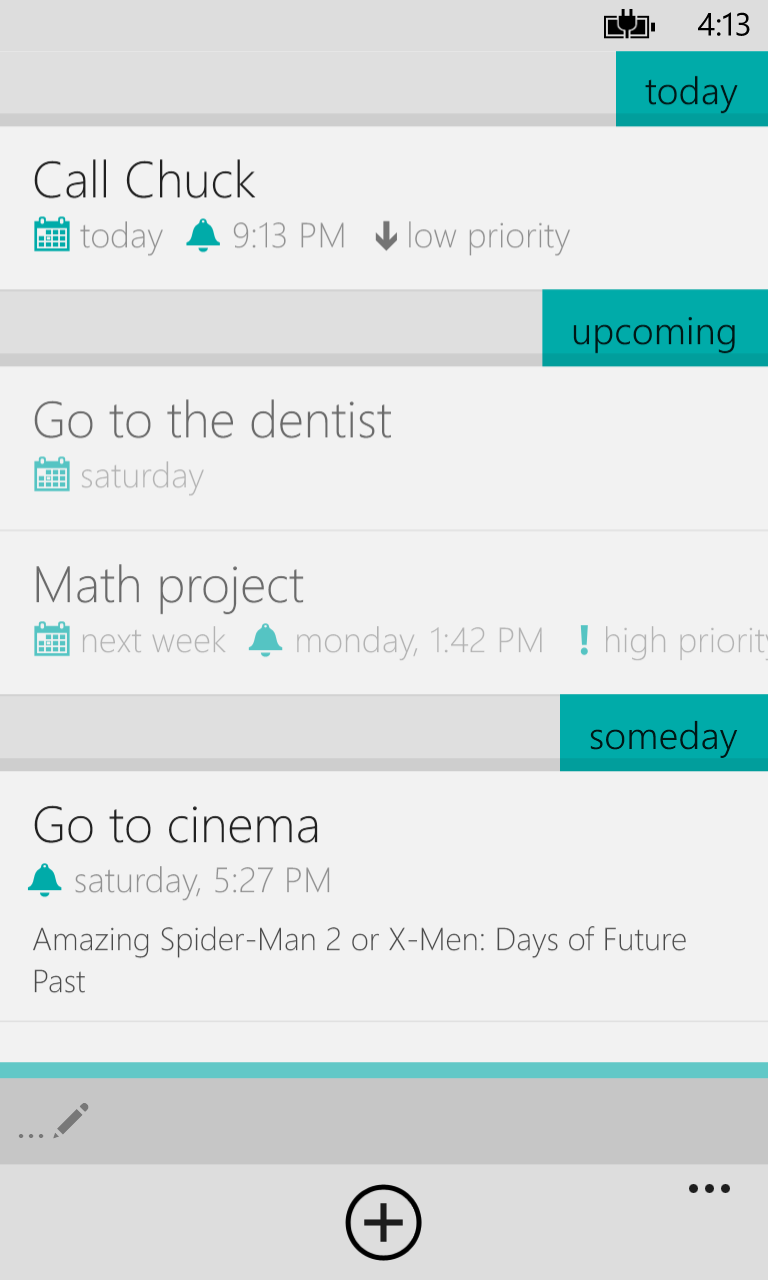 4:13
today
Call Chuck
today 9:13 PM low priority
upcoming
Go to the dentist
saturday
Math project
next week monday, 1:42 PM ! high priority
someday
Go to cinema
saturday, 5:27 PM
Amazing Spider-Man 2 or X-Men: Days of Future
Past
...